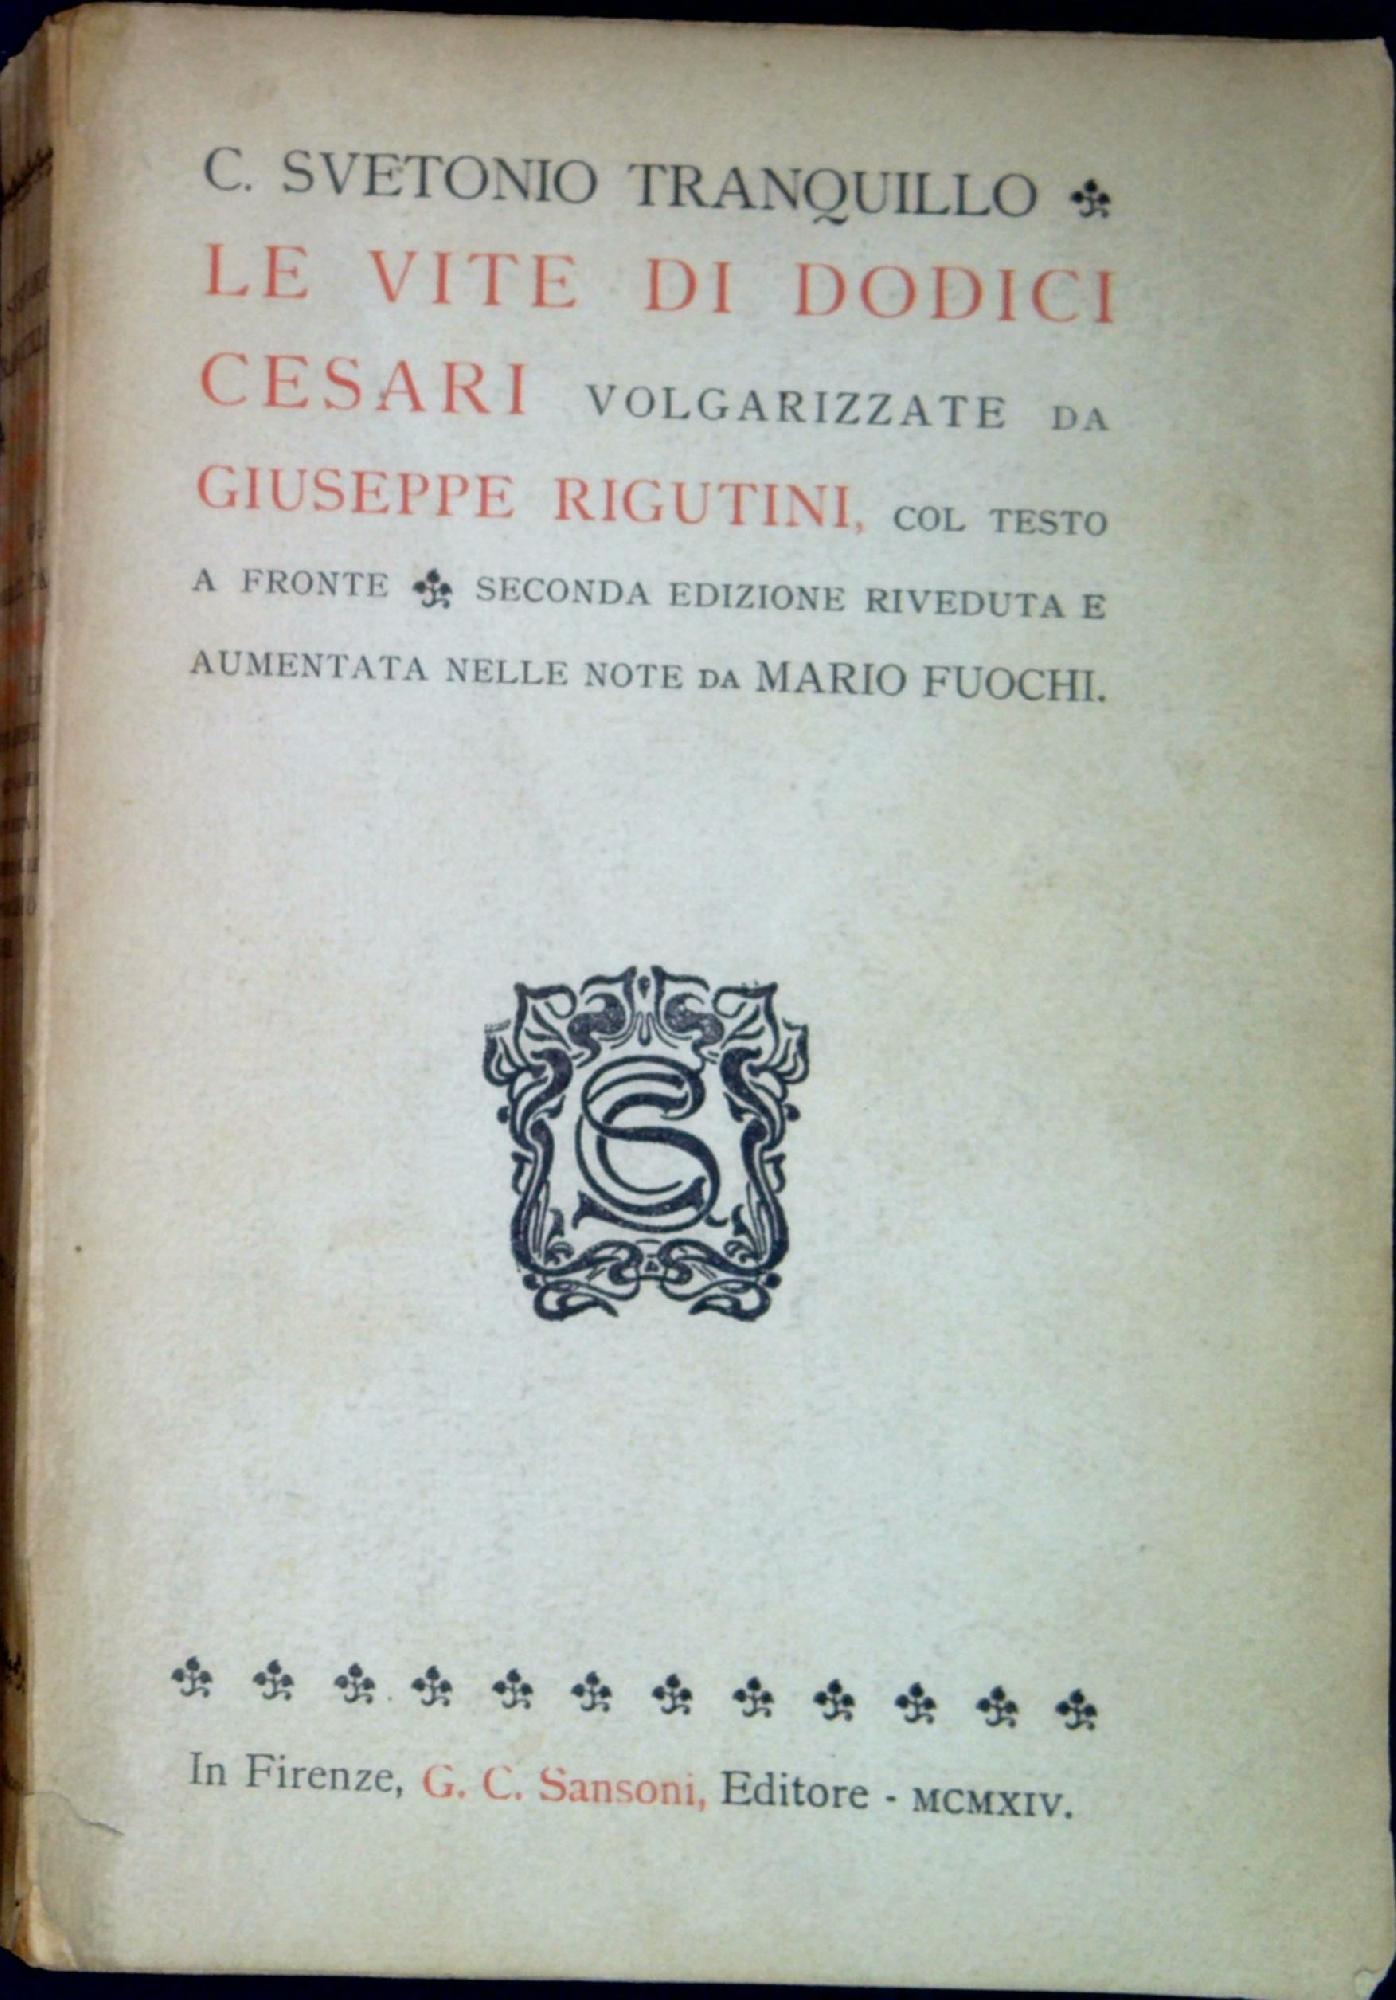 C. SVETONIO TRANQUILLO
LE VITE DI DODICI
CESARI VOLGARIZZATE DA
GIUSEPPE RIGUTINI, COL TESTO
A FRONTE SECONDA EDIZIONE RIVEDUTA E
AUMENTATA NELLE NOTE DA MARIO FUOCHI.
In Firenze, G. C. Sansoni, Editore - MCMXIV.